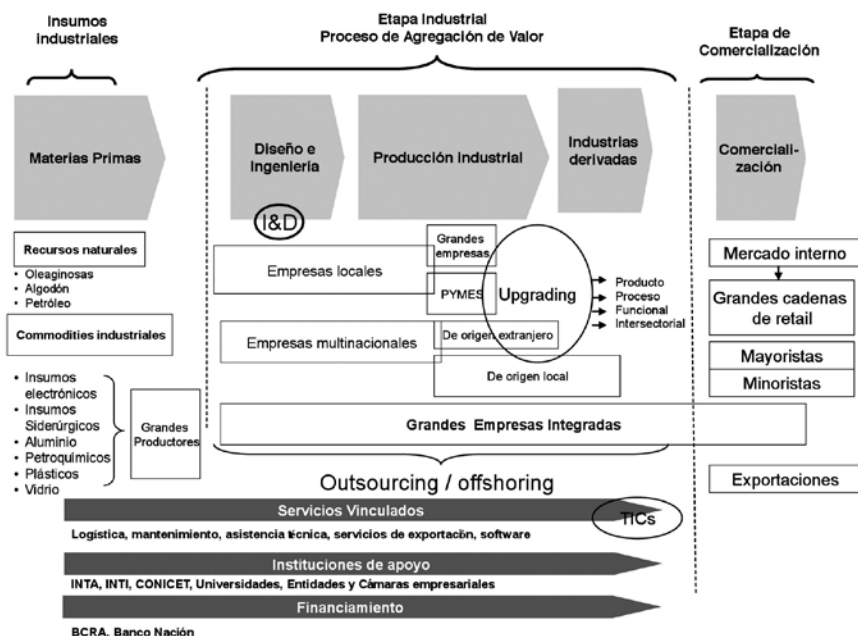 Insumos
industriales
Etapa Industrial
Proceso de Agregación de Valor
Etapa de
Comercialización
Materias Primas
Diseño e
Ingeniería
Producción industrial
Industrias
derivadas
Comerciali-
zación
I&D
Recursos naturales
• Oleaginosas
• Algodón
• Petróleo
Commodities industriales
• Insumos
electrónicos
• Insumos
Siderúrgicos
• Aluminio
• Petroquímicos
• Plásticos
• Vidrio
Grandes
Productores
Empresas locales
Grandes
empresas
PYMES
Upgrading
Producto
Proceso
Funcional
Intersectorial
Empresas multinacionales
De origen extranjero
De origen local
Grandes Empresas Integradas
Mercado interno
Grandes cadenas
de retail
Mayoristas
Minoristas
Exportaciones
Outsourcing / offshoring
Servicios Vinculados
TICs
Logística, mantenimiento, asistencia técnica, servicios de exportación, software
Instituciones de apoyo
INTA, INTI, CONICET, Universidades, Entidades y Cámaras empresariales
Financiamiento
BCRA, Banco Nación